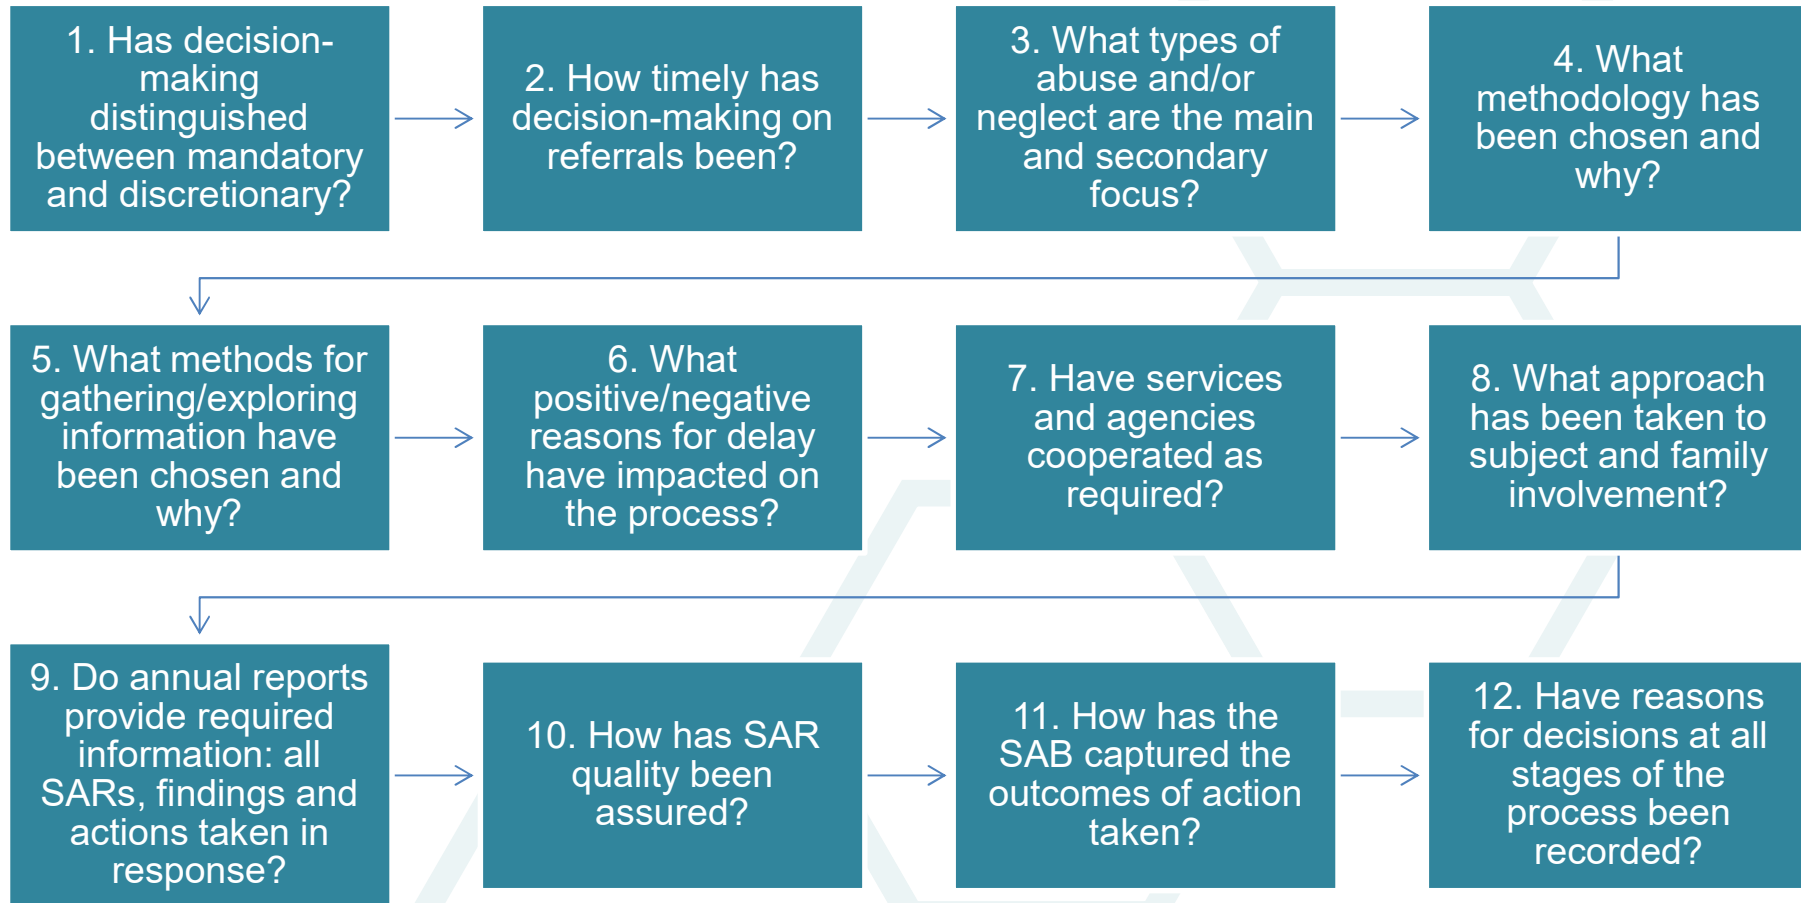 1. Has decision-
making
distinguished
between mandatory
and discretionary?
2. How timely has
decision-making on
referrals been?
3. What types of
abuse and/or
neglect are the main
and secondary
focus?
4. What
methodology has
been chosen and
why?
5. What methods for
gathering/exploring
information have
been chosen and
why?
6. What
positive/negative
reasons for delay
have impacted on
the process?
7. Have services
and agencies
cooperated as
required?
8. What approach
has been taken to
subject and family
involvement?
9. Do annual reports
provide required
information: all
SARs, findings and
actions taken in
response?
10. How has SAR
quality been
assured?
11. How has the
SAB captured the
outcomes of action
taken?
12. Have reasons
for decisions at all
stages of the
process been
recorded?